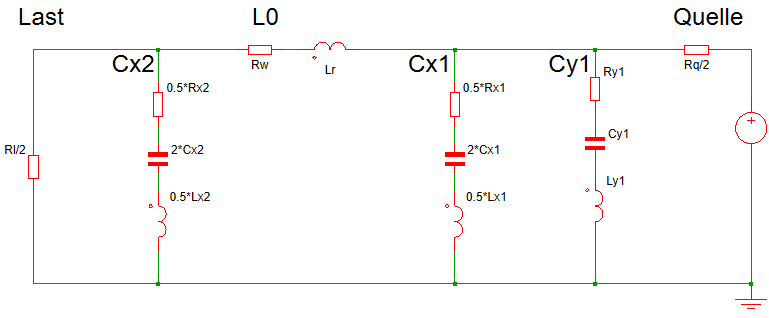 Last
L0
Quelle
Cx2
Rw
Lr
Cx1
Cy1
Rq/2
0.5*Rx2
0.5*Rx1
Ry1
+
Rl/2
2*Cx2
2*Cx1
Cy1
0.5*Lx2
0.5*Lx1
Ly1